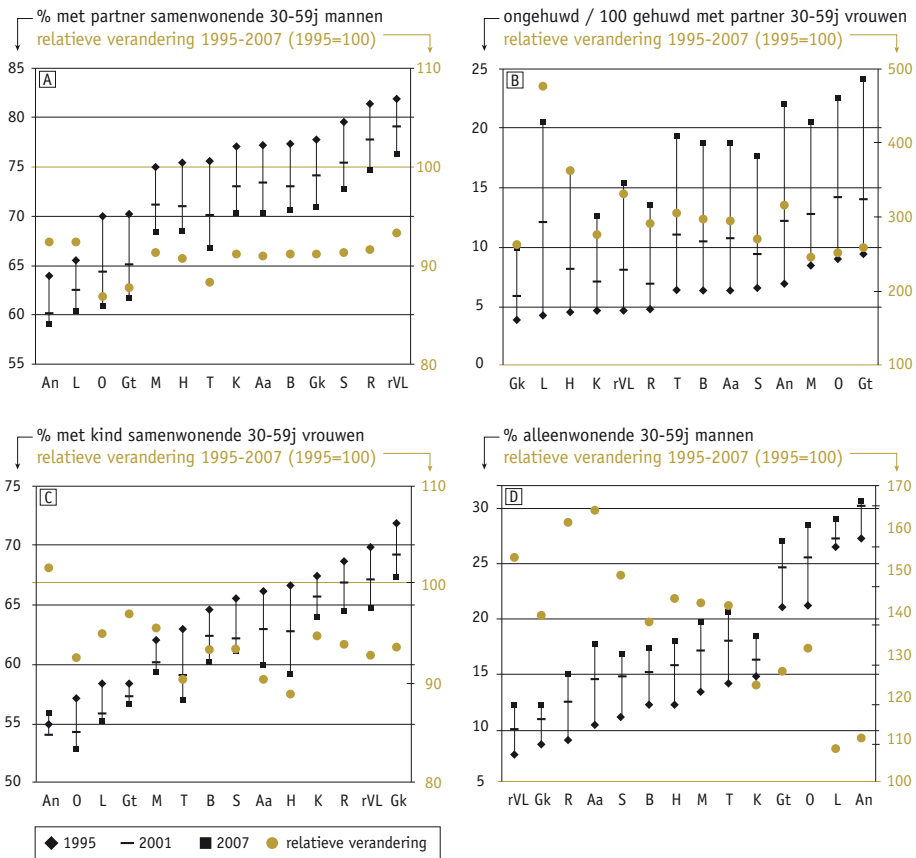 % met partner samenwonende 30-59j mannen
relatieve verandering 1995-2007 (1995=100)
A
85
80
75
70
65
60
55
110
100
90
80
An L O Gt M H T K Aa B Gk S R rVL
ongehuwd / 100 gehuwd met partner 30-59j vrouwen
relatieve verandering 1995-2007 (1995=100)
B
25
20
15
10
5
0
500
400
300
200
100
Gk L H K rVL R T B Aa S An M O Gt
% met kind samenwonende 30-59j vrouwen
relatieve verandering 1995-2007 (1995=100)
C
75
70
65
60
55
50
110
100
90
80
An O L Gt M T B S Aa H K R rVL Gk
% alleenwonende 30-59j mannen
relatieve verandering 1995-2007 (1995=100)
D
30
25
20
15
10
5
170
160
150
140
130
120
110
100
rVL Gk R Aa S B H M T K Gt O L An
1995 2001 2007 relatieve verandering